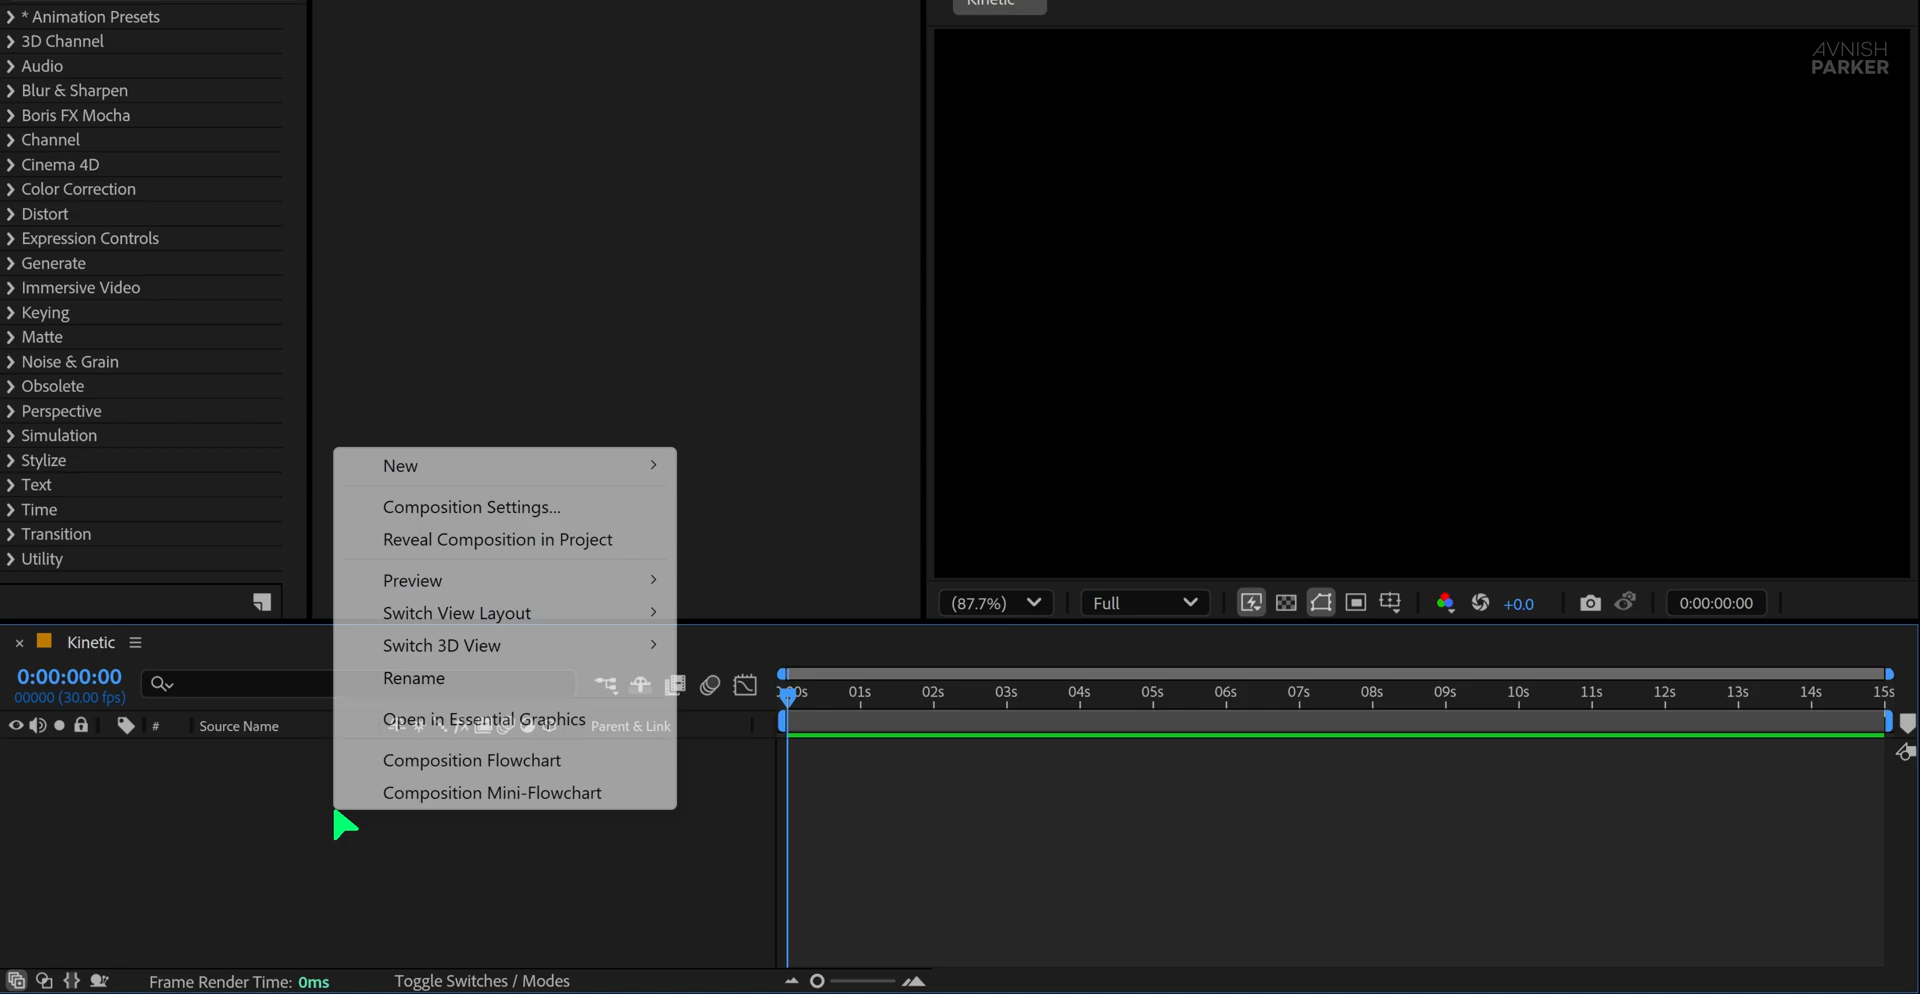 * Animation Presets
3D Channel
Audio
Blur & Sharpen
Boris FX Mocha
Channel
Cinema 4D
Color Correction
Distort
Expression Controls
Generate
Immersive Video
Keying
Matte
Noise & Grain
Obsolete
Perspective
Simulation
Stylize
Text
Time
Transition
Utility
Kinetic
AVNISH
PARKER
(87.7%)
Full
+0.0
0:00:00:00
New
Composition Settings...
Reveal Composition in Project
Preview
Switch View Layout
Switch 3D View
Rename
Open in Essential Graphics
Composition Flowchart
Composition Mini-Flowchart
Kinetic
0:00:00:00
00000 (30.00 fps)
# Source Name
fx
Parent & Link
01s 02s 03s 04s 05s 06s 07s 08s 09s 10s 11s 12s 13s 14s 15s
Frame Render Time: 0ms
Toggle Switches / Modes